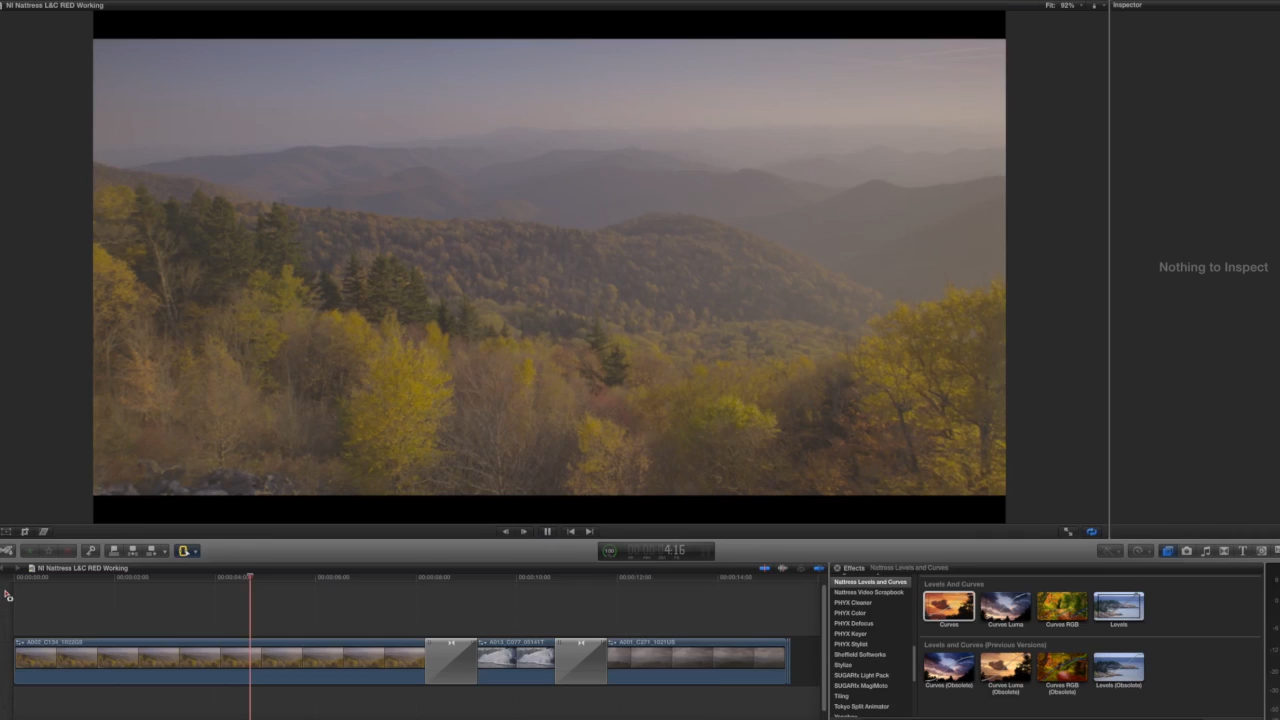 NI Nattress L&C RED Working
Fit: 92%
Inspector
Nothing to Inspect
100
4:16
NI Nattress L&C RED Working
00:00:00:00
00:00:02:00
00:00:04:00
00:00:06:00
00:00:08:00
00:00:10:00
00:00:12:00
00:00:14:00
Effects
Nattress Levels and Curves
Nattress Levels and Curves
Nattress Video Scrapbook
PHYX Cleaner
PHYX Color
PHYX Defocus
PHYX Keyer
PHYX Stylist
Sheffield Softworks
Stylize
SUGARfx Light Pack
SUGARfx MagiMoto
Tiling
Tokyo Split Animator
Levels And Curves
Curves
Curves Luma
Curves RGB
Levels
Levels and Curves (Previous Versions)
Curves (Obsolete)
Curves Luma
(Obsolete)
Curves RGB
(Obsolete)
Levels (Obsolete)